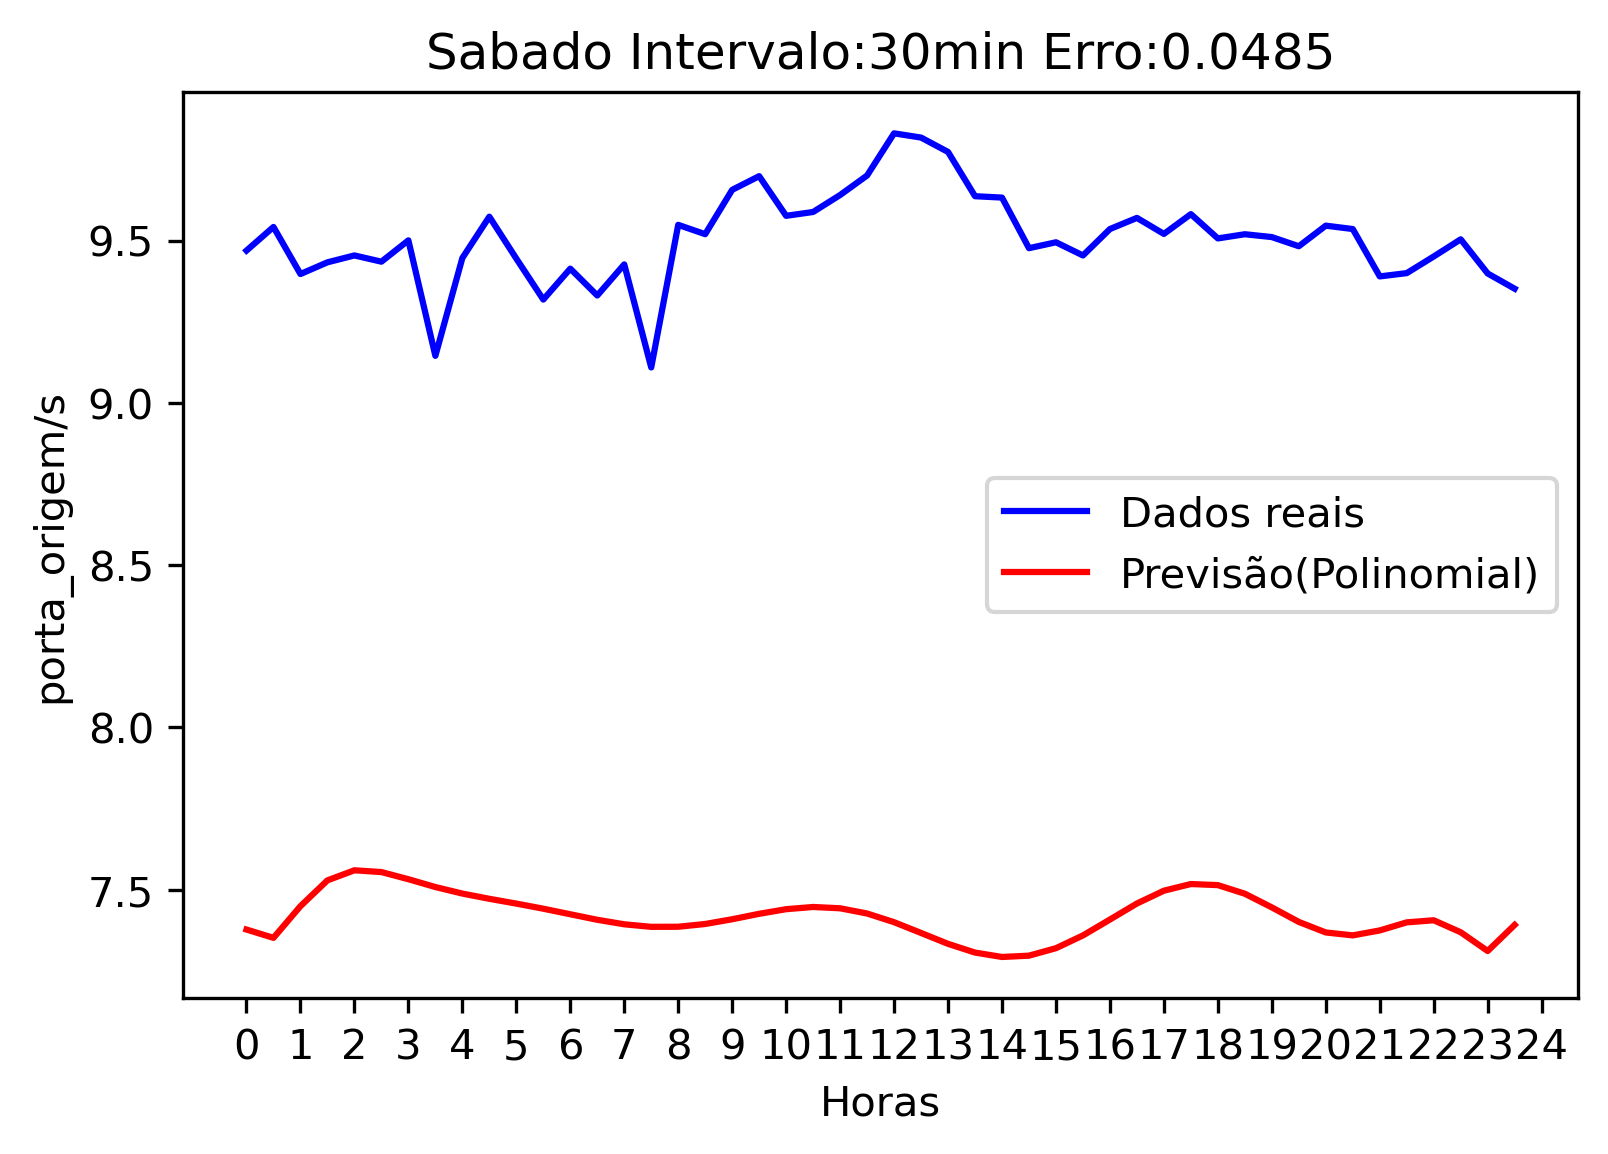 Sabado Intervalo:30min Erro:0.0485
porta_origem/s
9.5
9.0
8.5
8.0
7.5
Dados reais
Previsão(Polinomial)
0 1 2 3 4 5 6 7 8 9 10 11 12 13 14 15 16 17 18 19 20 21 22 23 24
Horas